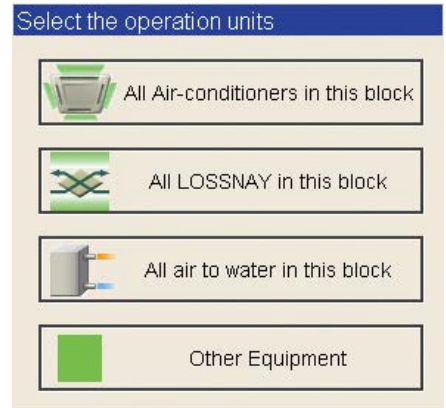 Select the operation units
All Air-conditioners in this block
All LOSSNAY in this block
All air to water in this block
Other Equipment